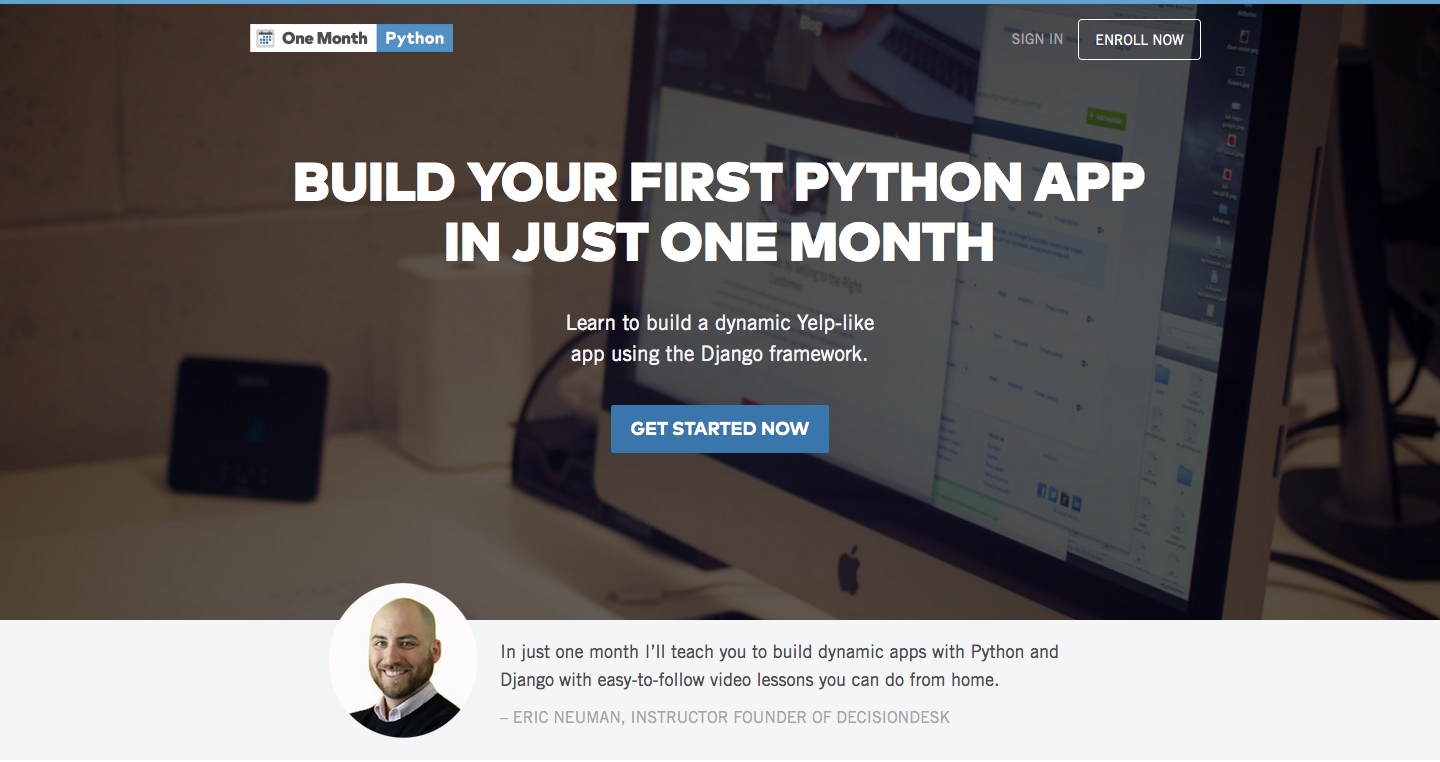 One Month Python
SIGN IN
ENROLL NOW
Blog
Add website
BUILD YOUR FIRST PYTHON APP
IN JUST ONE MONTH
Learn to build a dynamic Yelp-like
app using the Django framework.
GET STARTED NOW
In just one month I'll teach you to build dynamic apps with Python and
Django with easy-to-follow video lessons you can do from home.
– ERIC NEUMAN, INSTRUCTOR FOUNDER OF DECISIONDESK